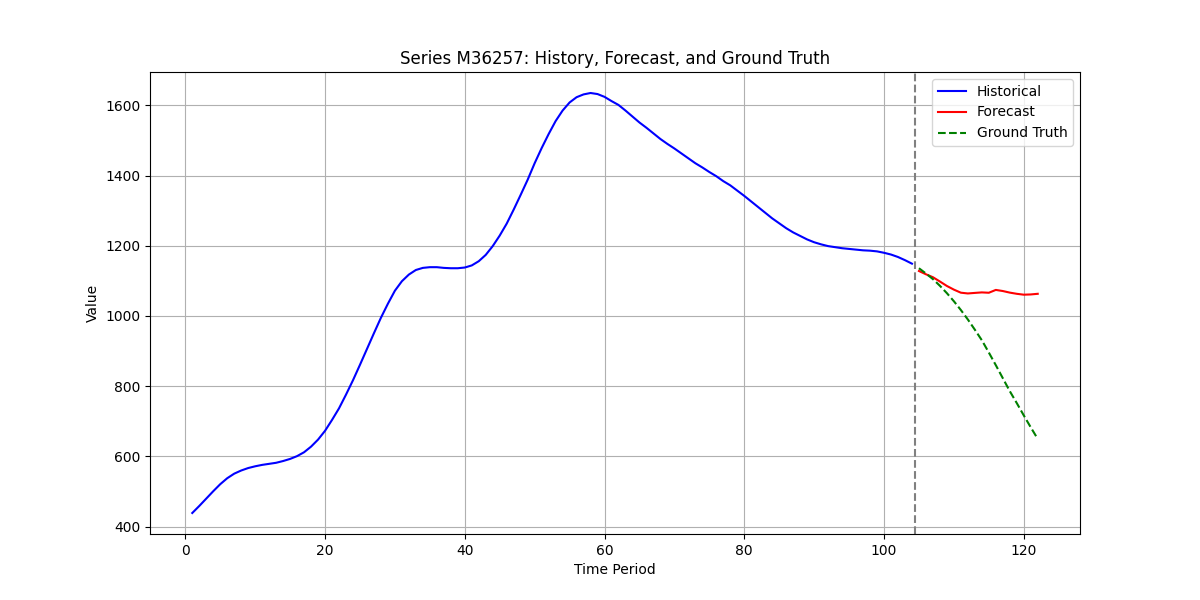 Series M36257: History, Forecast, and Ground Truth
Historical
Forecast
Ground Truth
Value
1600
1400
1200
1000
800
600
400
0 20 40 60 80 100 120
Time Period